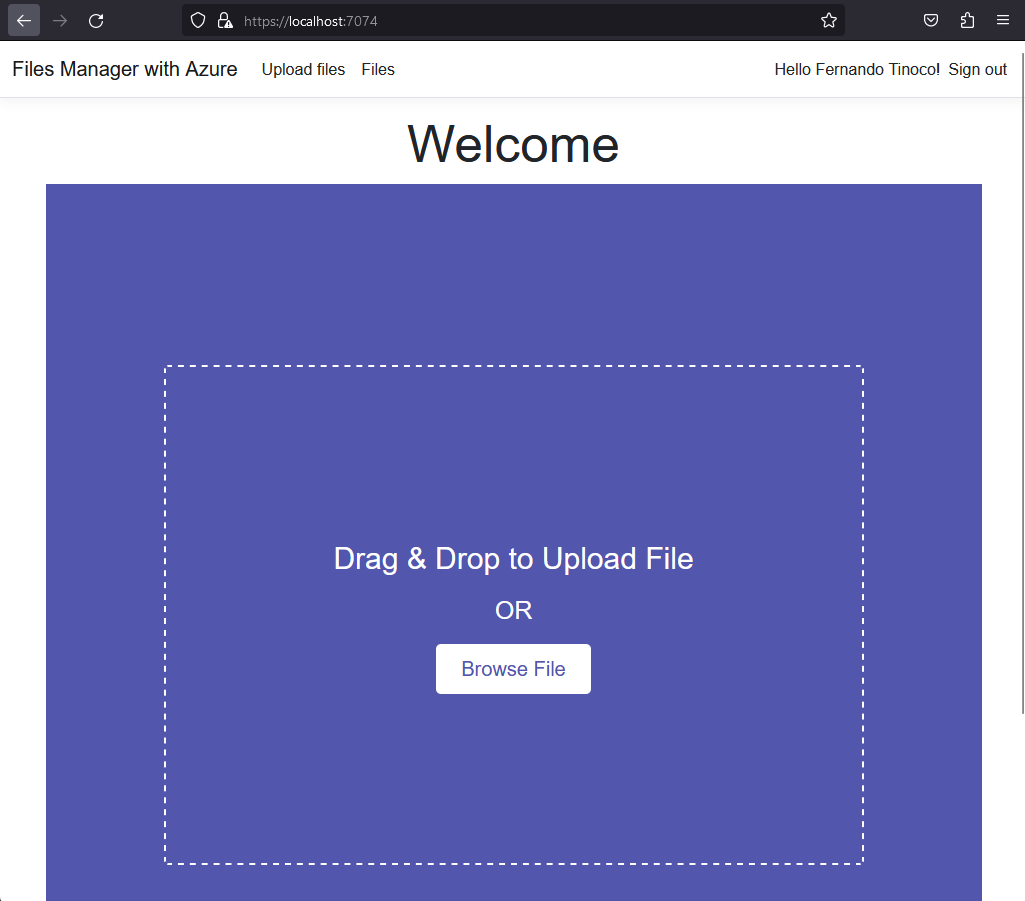 https://localhost:7074
Files Manager with Azure Upload files Files Hello Fernando Tinoco! Sign out
Welcome
Drag & Drop to Upload File
OR
Browse File